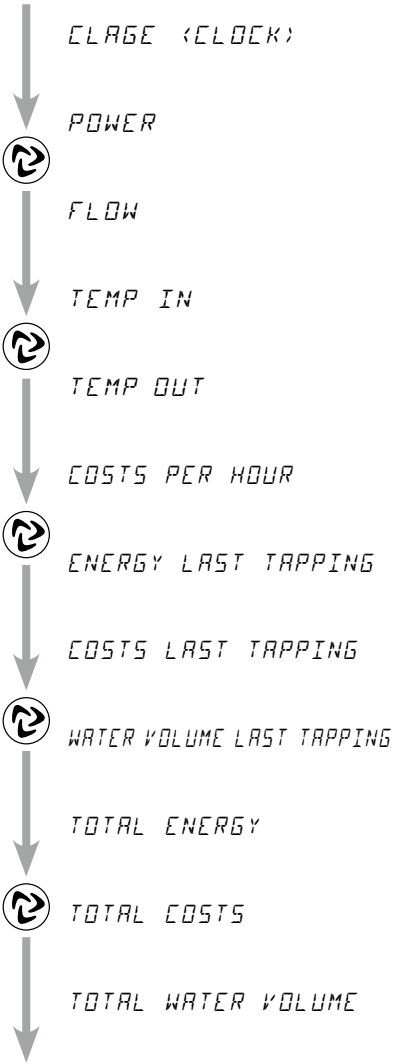 CLAGE (CLOCK)
POWER
FLOW
TEMP IN
TEMP OUT
COSTS PER HOUR
ENERGY LAST TAPPING
COSTS LAST TAPPING
WATER VOLUME LAST TAPPING
TOTAL ENERGY
TOTAL COSTS
TOTAL WATER VOLUME